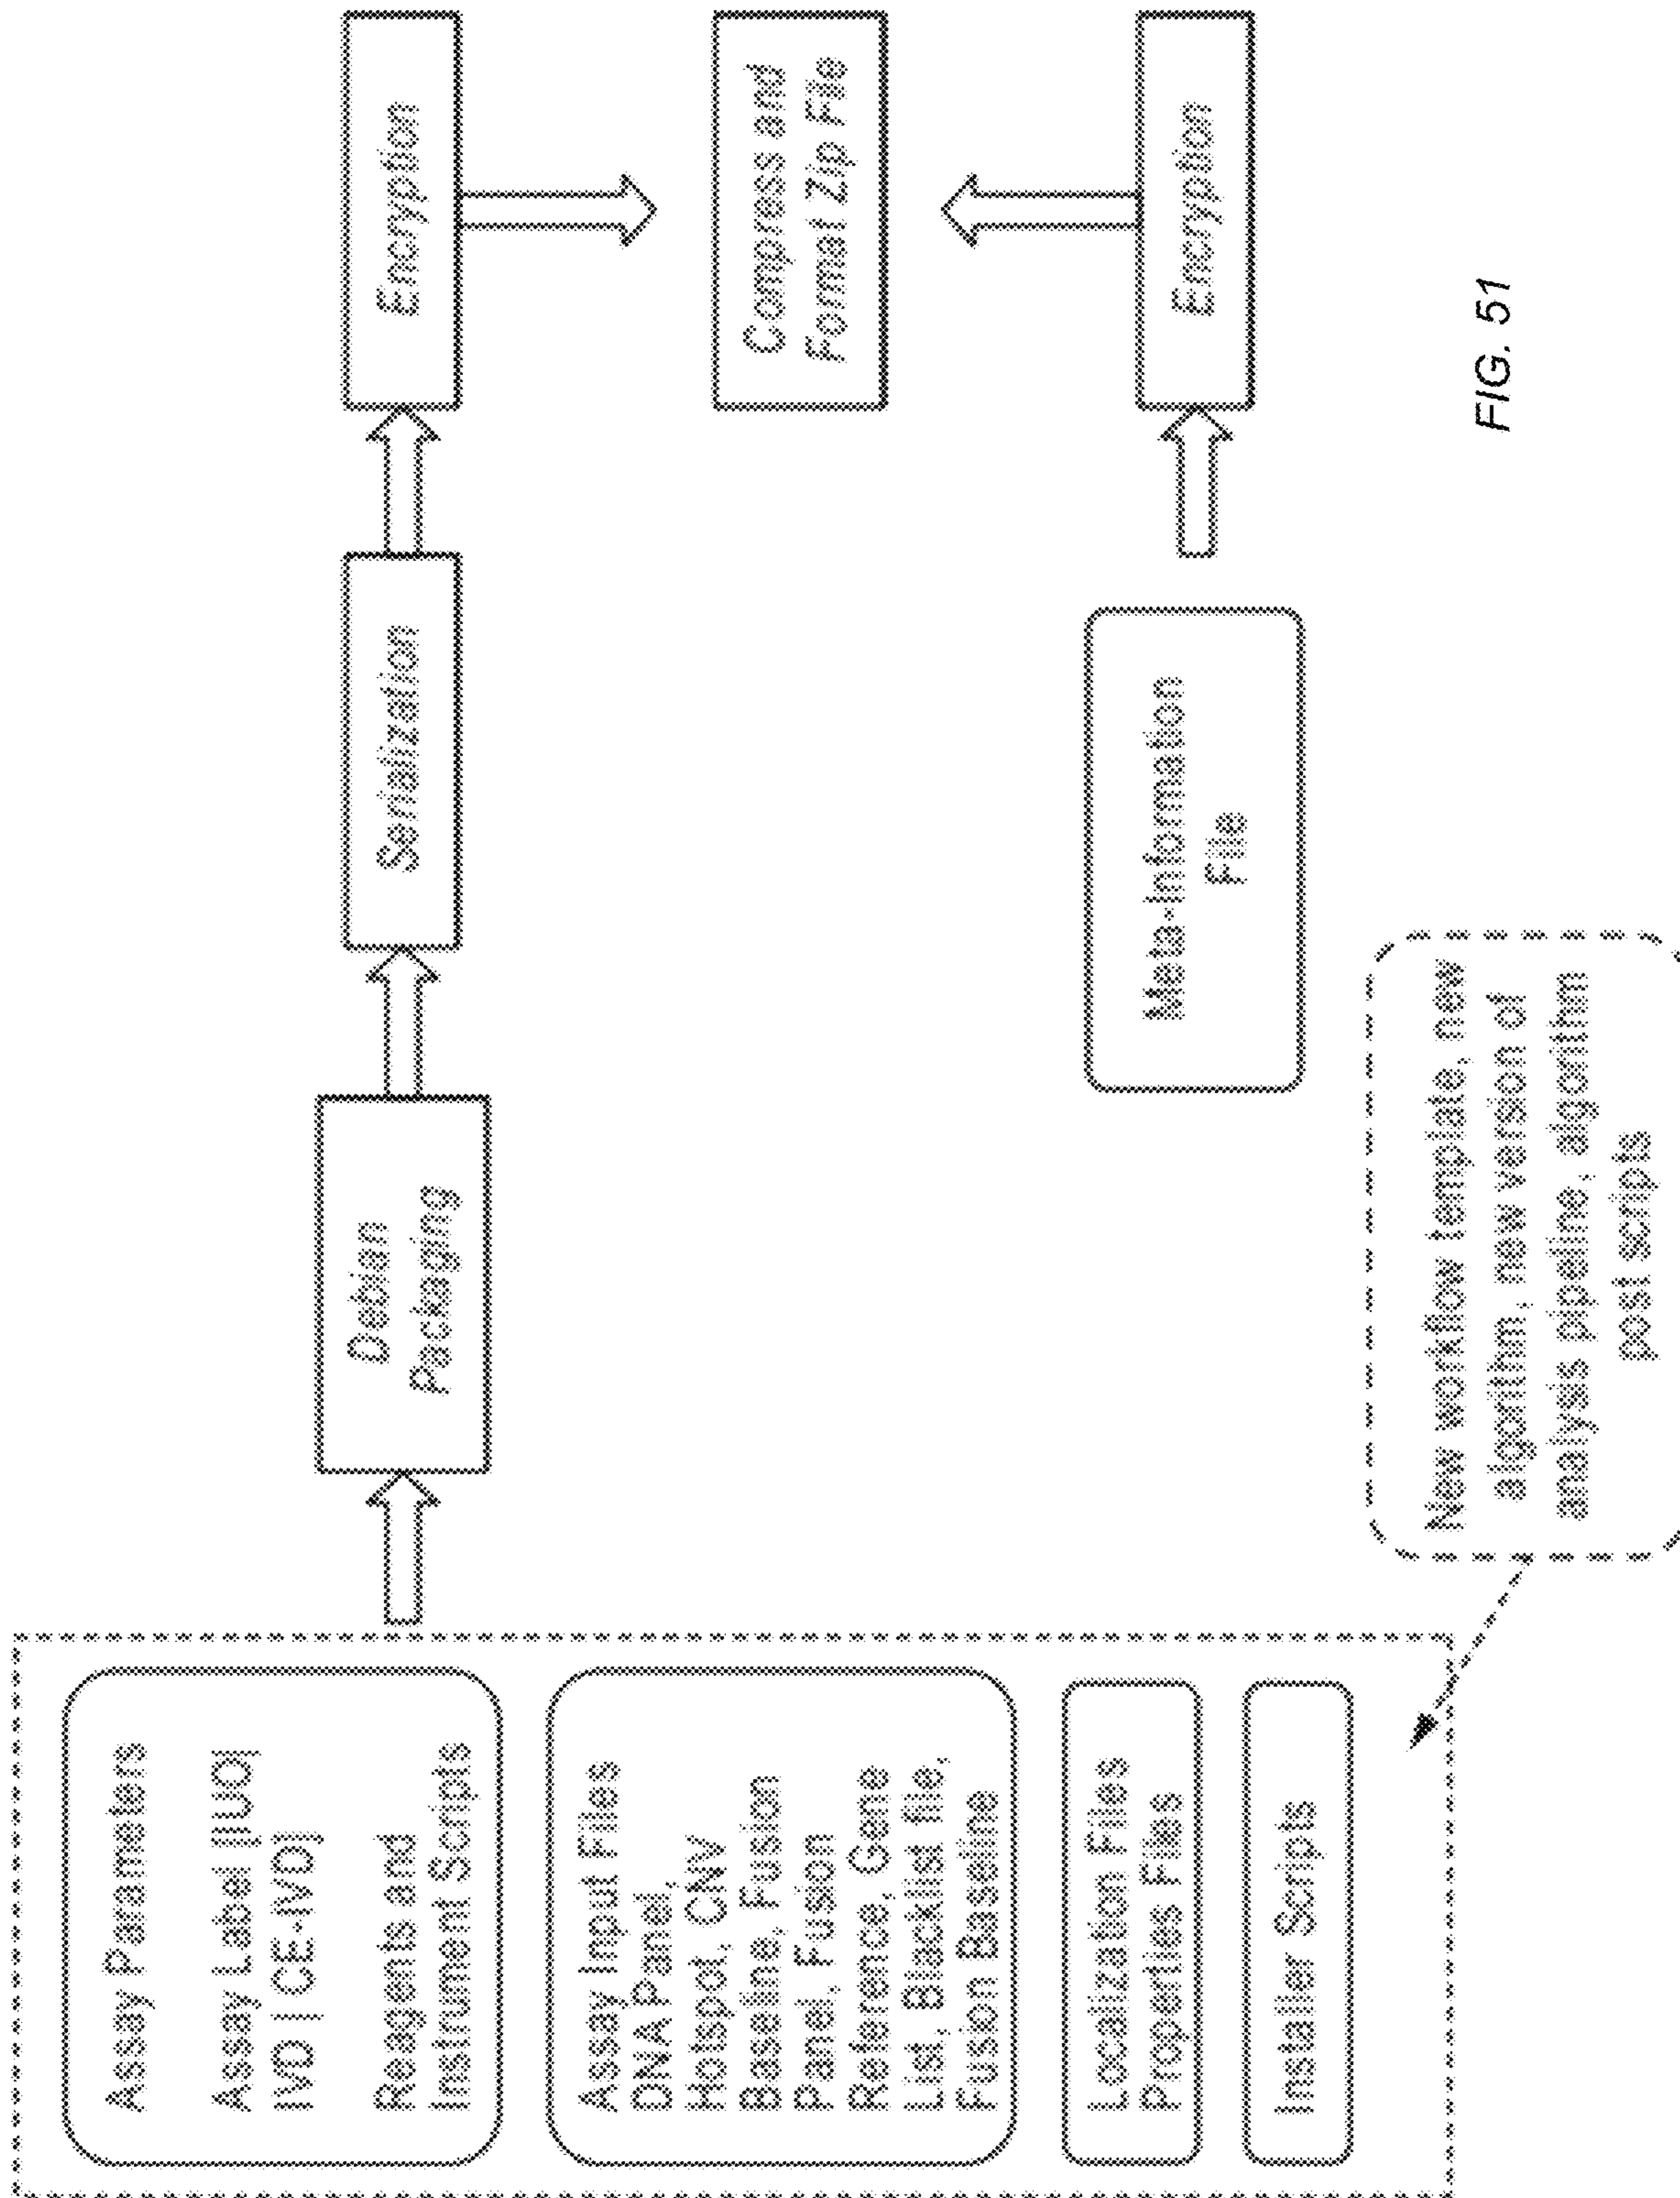 Assay Parameters
Assay Label [IUO|
IVD | CE-IVD]
Reagents and
Instrument Scripts
Assay Input Files
DNA Panel,
Hotspot, CNV
Baseline, Fusion
Panel, Fusion
Reference, Gene
List, Blacklist file,
Fusion Baseline
Localization Files
Properties Files
Installer Scripts
Debian
Packaging
Serialization
Encryption
Compress and
Format Zip File
Meta-Information
File
Encryption
New workflow template, new
algorithm, new version of
analysis pipeline, algorithm
post scripts
FIG. 51